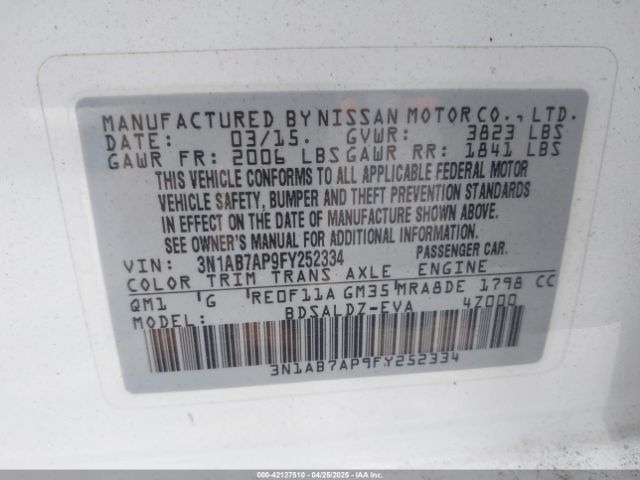 MANUFACTURED BY NISSAN MOTOR CO., LTD.
DATE: 03/15. GVWR: 3823 LBS
GAWR FR: 2006 LBS GAWR RR: 1841 LBS
THIS VEHICLE CONFORMS TO ALL APPLICABLE FEDERAL MOTOR
VEHICLE SAFETY, BUMPER AND THEFT PREVENTION STANDARDS
IN EFFECT ON THE DATE OF MANUFACTURE SHOWN ABOVE.
SEE OWNER'S MANUAL FOR ADDITIONAL INFORMATION.
VIN: 3N1AB7AP9FY252334 PASSENGER CAR.
COLOR TRIM TRANS AXLE ENGINE
QM1 'G 'RE0F11A GM35 MRA8DE 1798 CC
MODEL: BDSALDZ-EVA 4Z000
3N1AB7AP9FY252334
000-42127510 - 04/25/2025 - IAA Inc.